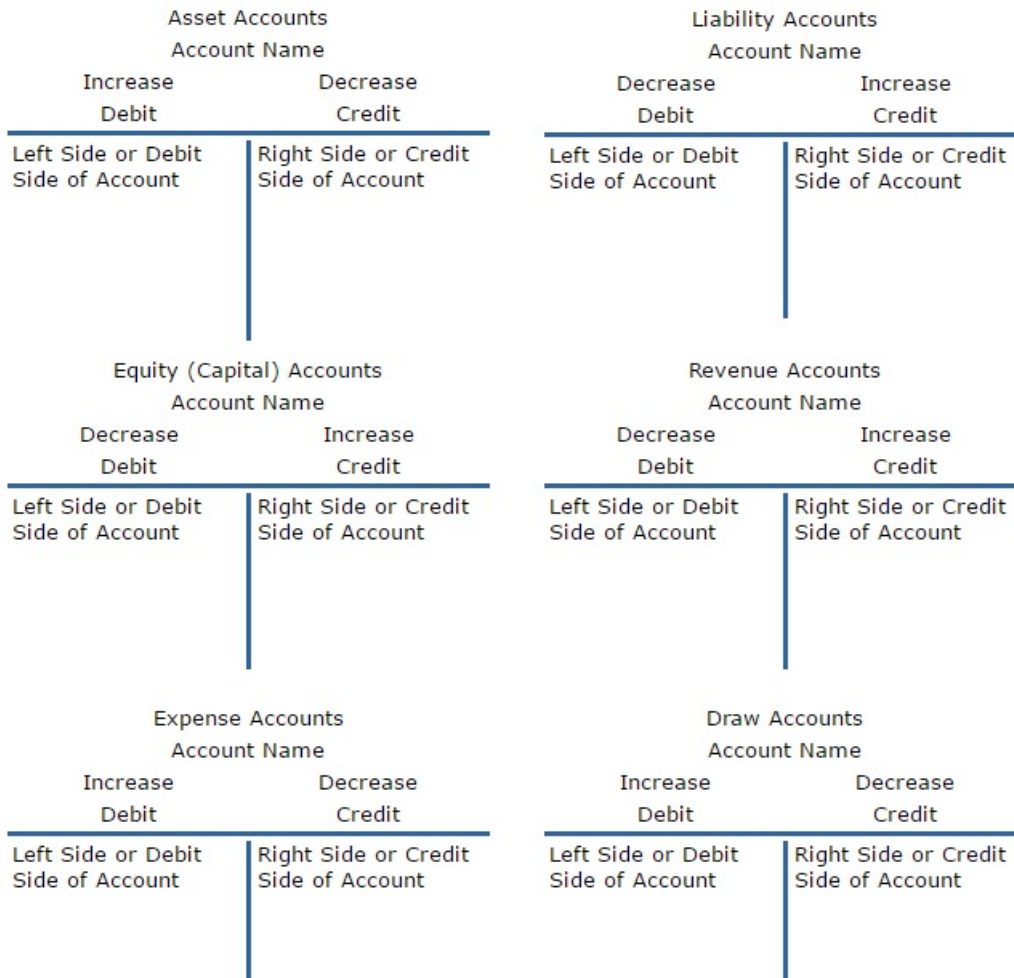 Asset Accounts
Account Name
Increase Decrease
Debit Credit
Left Side or Debit
Side of Account
Right Side or Credit
Side of Account
Liability Accounts
Account Name
Decrease Increase
Debit Credit
Left Side or Debit
Side of Account
Right Side or Credit
Side of Account
Equity (Capital) Accounts
Account Name
Decrease Increase
Debit Credit
Left Side or Debit
Side of Account
Right Side or Credit
Side of Account
Revenue Accounts
Account Name
Decrease Increase
Debit Credit
Left Side or Debit
Side of Account
Right Side or Credit
Side of Account
Expense Accounts
Account Name
Increase Decrease
Debit Credit
Left Side or Debit
Side of Account
Right Side or Credit
Side of Account
Draw Accounts
Account Name
Increase Decrease
Debit Credit
Left Side or Debit
Side of Account
Right Side or Credit
Side of Account